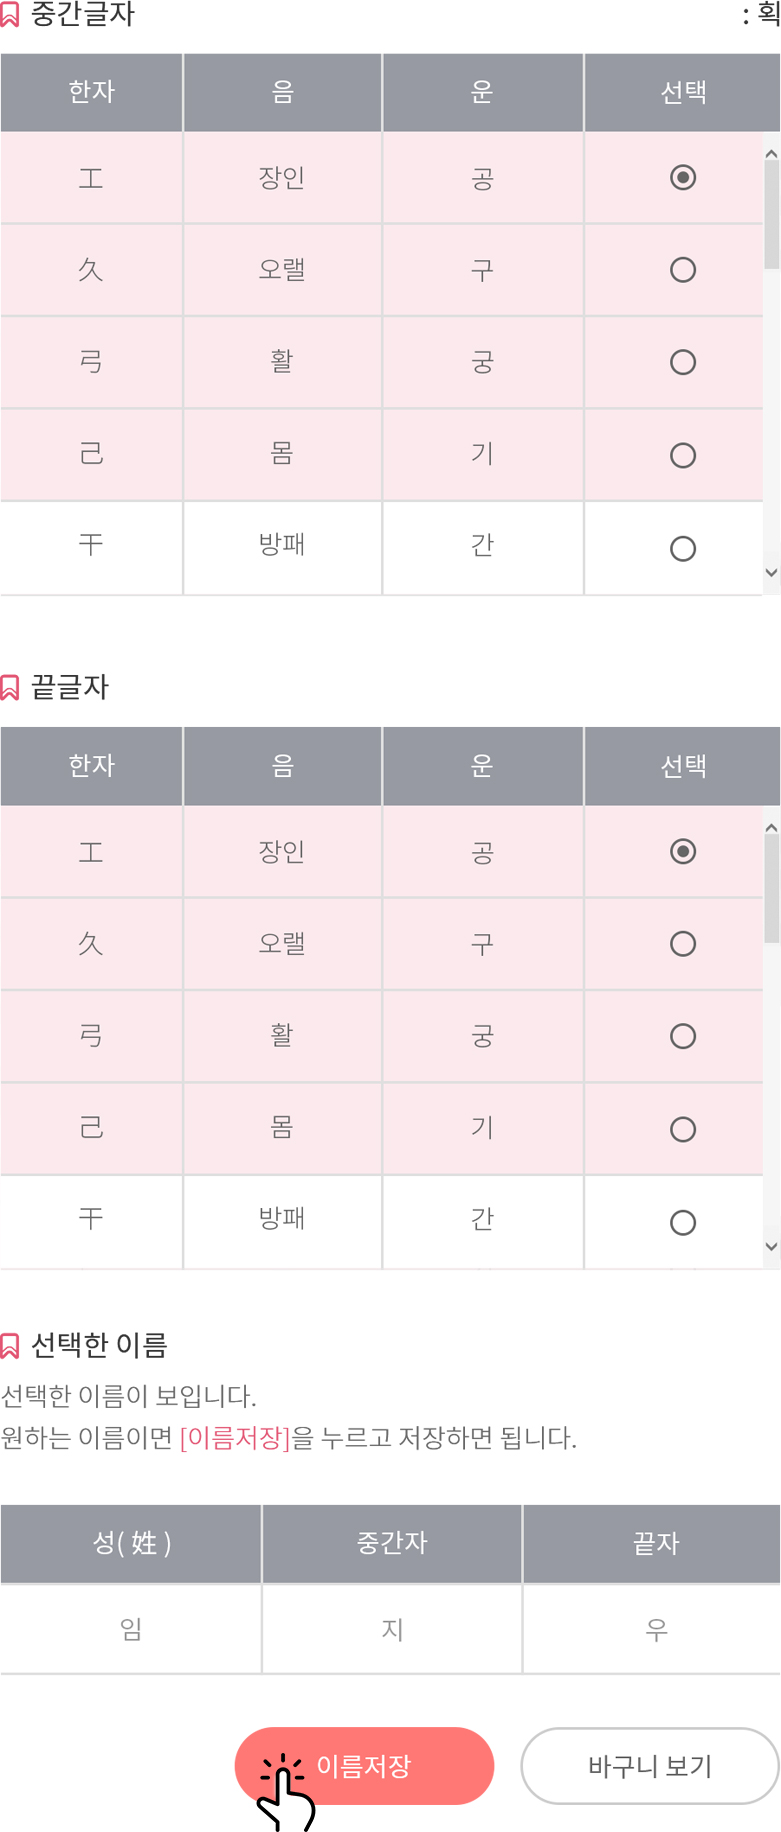 중간글자 : 획
한자 음 운 선택
工 장인 공
久 오랠 구
弓 활 궁
己 몸 기
干 방패 간
끝글자
한자 음 운 선택
工 장인 공
久 오랠 구
弓 활 궁
己 몸 기
干 방패 간
선택한 이름
선택한 이름이 보입니다.
원하는 이름이면 [이름저장]을 누르고 저장하면 됩니다.
성( 姓 ) 중간자 끝자
임 지 우
이름저장 바구니 보기